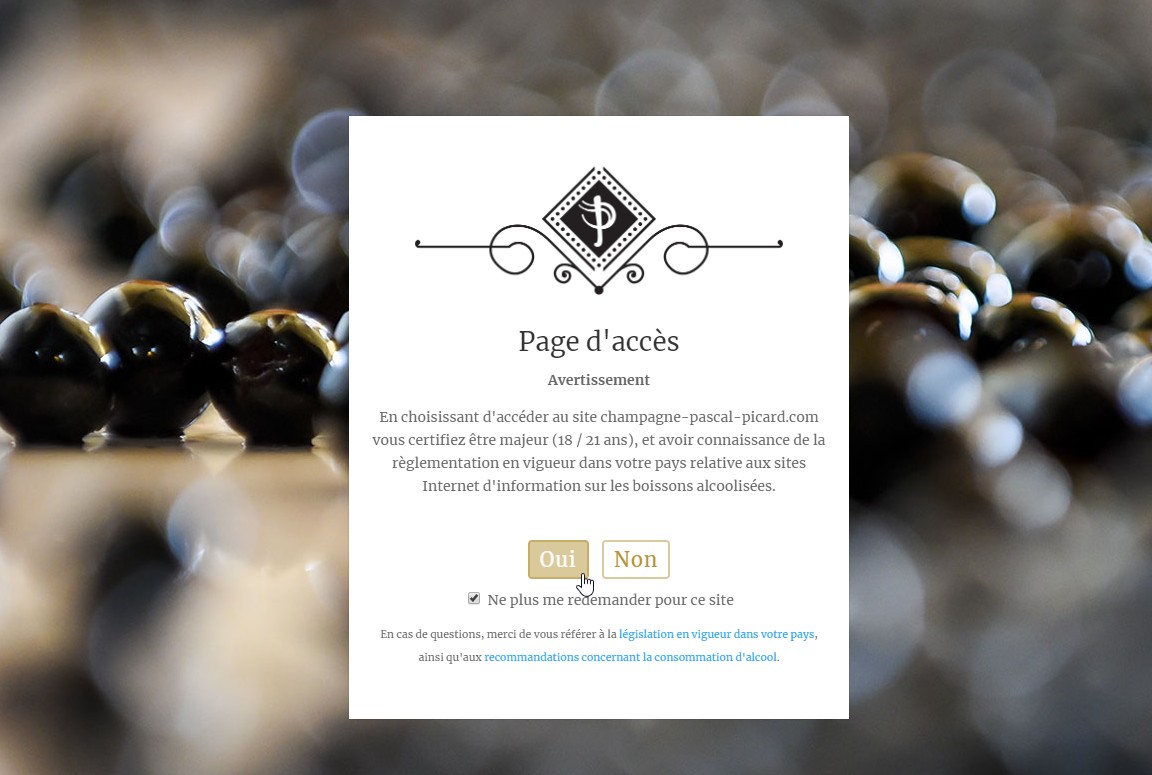 Page d'accès
Avertissement
En choisissant d'accéder au site champagne-pascal-picard.com
vous certifiez être majeur (18 / 21 ans), et avoir connaissance de la
règlementation en vigueur dans votre pays relative aux sites
Internet d'information sur les boissons alcoolisées.
Oui Non
Ne plus me redemander pour ce site
En cas de questions, merci de vous référer à la législation en vigueur dans votre pays,
ainsi qu'aux recommandations concernant la consommation d'alcool.